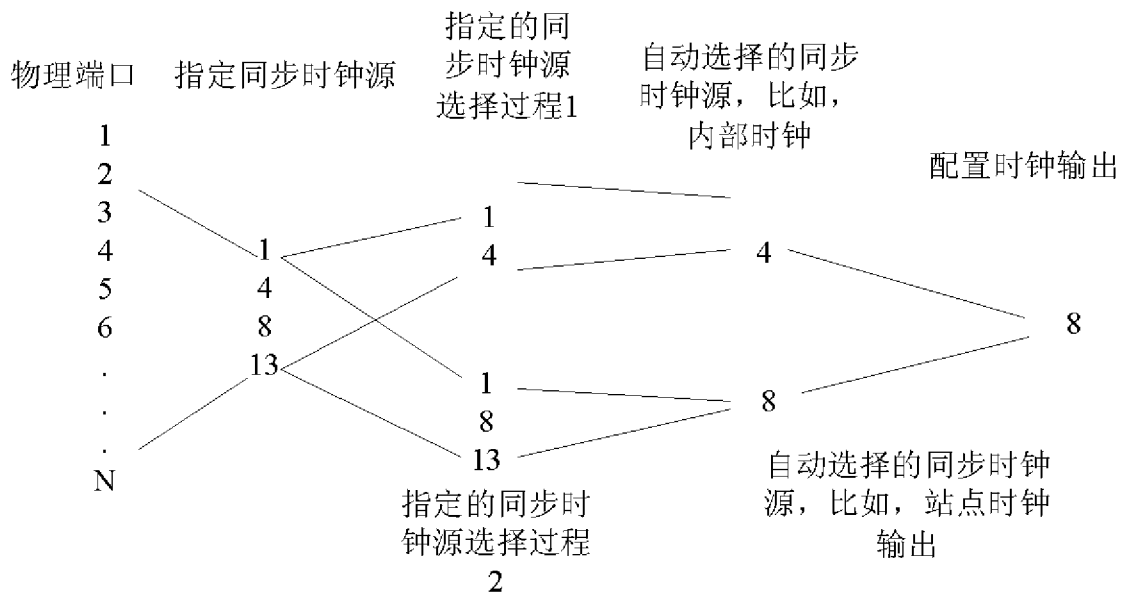 物理端口
1
2
3
4
5
6
.
.
.
N
指定同步时钟源
1
4
8
13
指定的同
步时钟源
选择过程1
1
4
1
8
13
指定的同步时
钟源选择过程
2
自动选择的同步
时钟源，比如，
内部时钟
4
8
自动选择的同步时钟
源，比如，站点时钟
输出
配置时钟输出
8